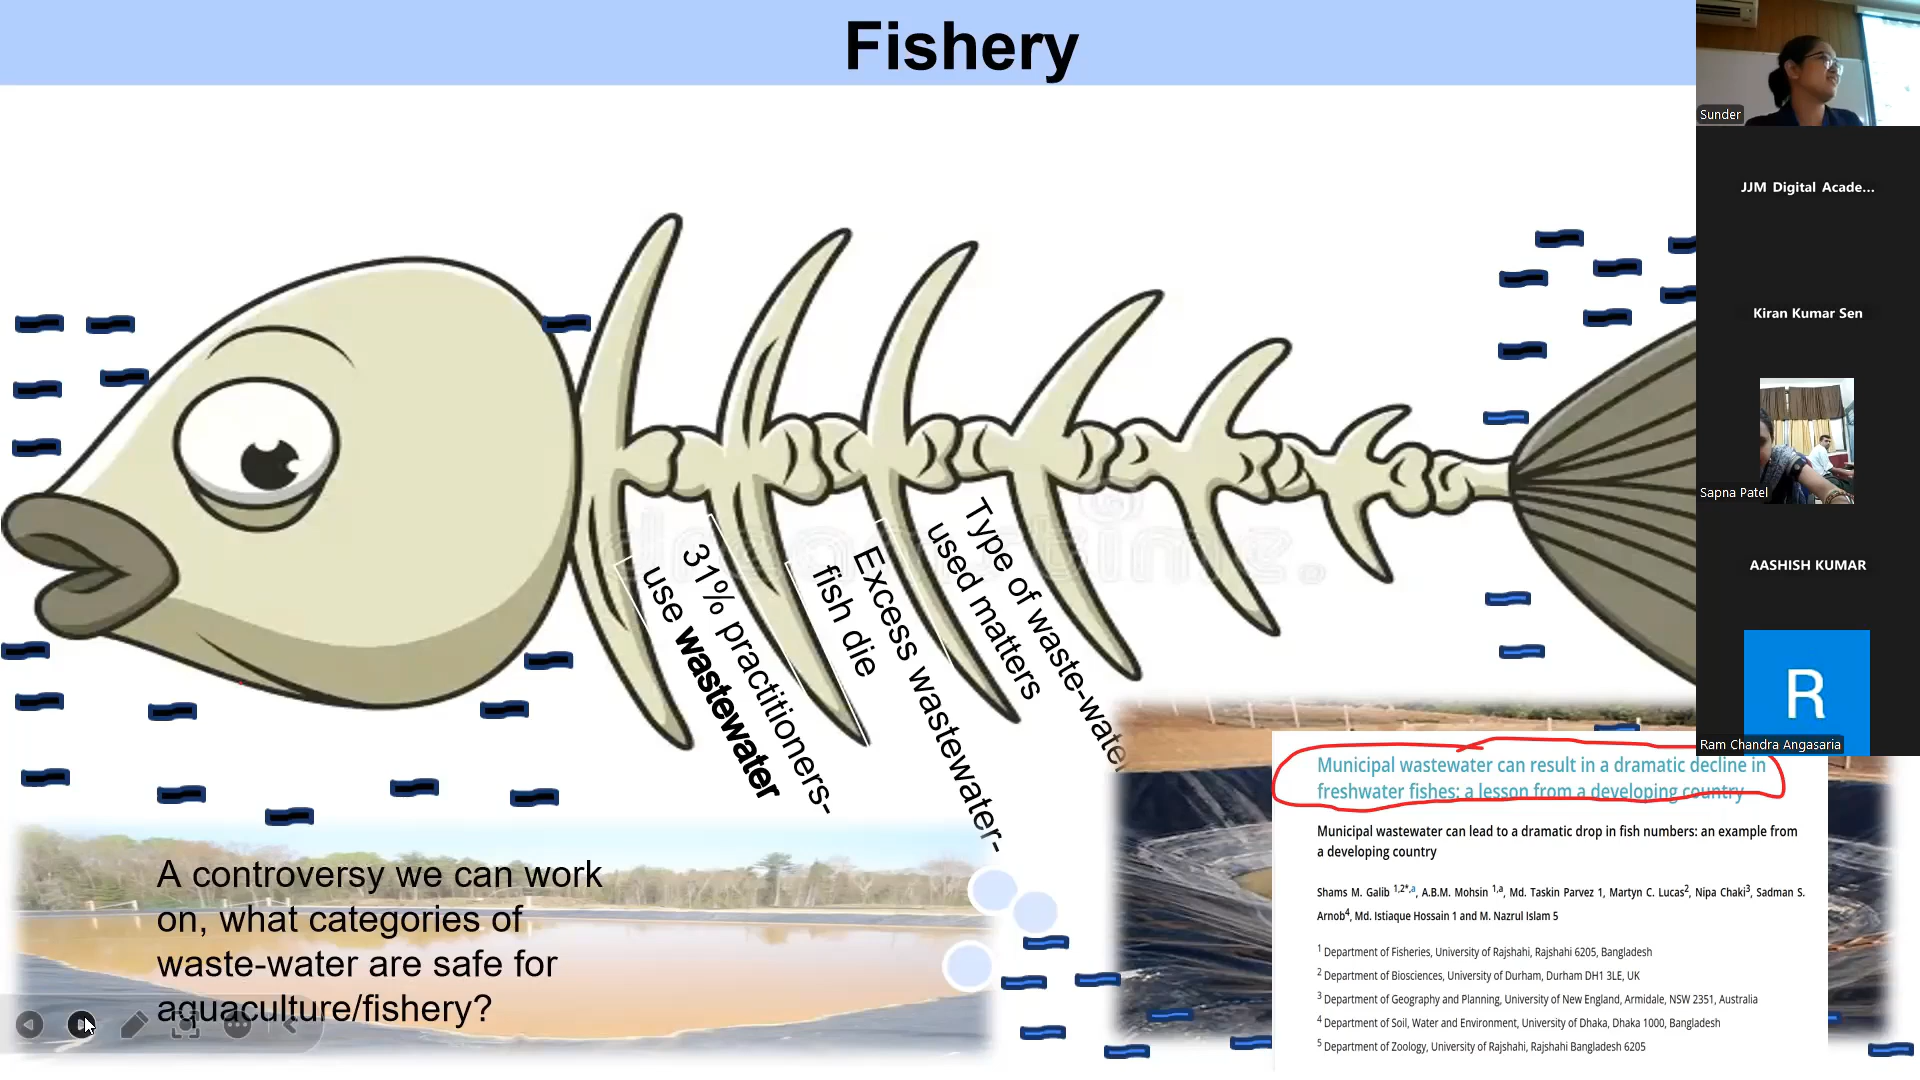 Fishery
31% practitioners-
use wastewater
Excess wastewater-
fish die
Type of waste-water
used matters
dreamstime.
A controversy we can work
on, what categories of
waste-water are safe for
aquaculture/fishery?
Municipal wastewater can result in a dramatic decline in
freshwater fishes: a lesson from a developing country
Municipal wastewater can lead to a dramatic drop in fish numbers: an example from
a developing country
Shams M. Galib 1,2*,a, A.B.M. Mohsin 1,a, Md. Taskin Parvez 1, Martyn C. Lucas2, Nipa Chaki3, Sadman S.
Arnob4, Md. Istiaque Hossain 1 and M. Nazrul Islam 5
1 Department of Fisheries, University of Rajshahi, Rajshahi 6205, Bangladesh
2 Department of Biosciences, University of Durham, Durham DH1 3LE, UK
3 Department of Geography and Planning, University of New England, Armidale, NSW 2351, Australia
4 Department of Soil, Water and Environment, University of Dhaka, Dhaka 1000, Bangladesh
5 Department of Zoology, University of Rajshahi, Rajshahi Bangladesh 6205
Sunder
JJM Digital Acade...
Kiran Kumar Sen
Sapna Patel
AASHISH KUMAR
R
Ram Chandra Angasaria